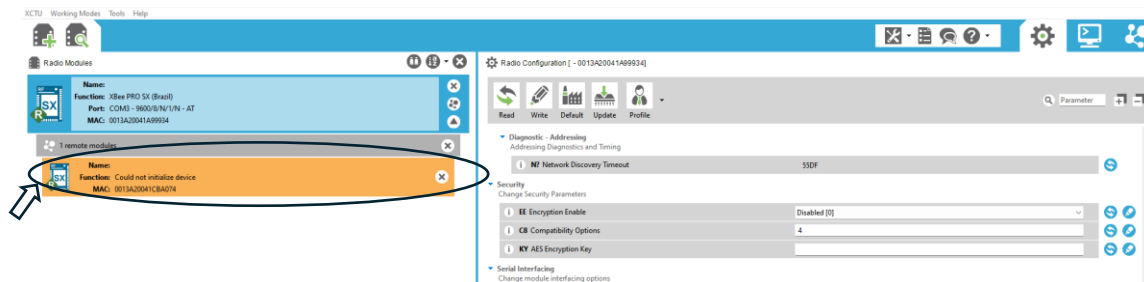 XCTU Working Modes Tools Help
Radio Modules
Name:
Function: XBee PRO SX (Brazil)
Port: COM3 - 9600/8/N/1/N - AT
MAC: 0013A20041A99934
SX
R
1 remote modules
Name:
Function: Could not initialize device
MAC: 0013A20041CBA074
SX
R
Radio Configuration [ - 0013A20041A99934]
Read Write Default Update Profile
Parameter
Diagnostic - Addressing
Addressing Diagnostics and Timing
i N? Network Discovery Timeout 55DF
Security
Change Security Parameters
i EE Encryption Enable Disabled [0]
i C8 Compatibility Options 4
i KY AES Encryption Key
Serial Interfacing
Change module interfacing options